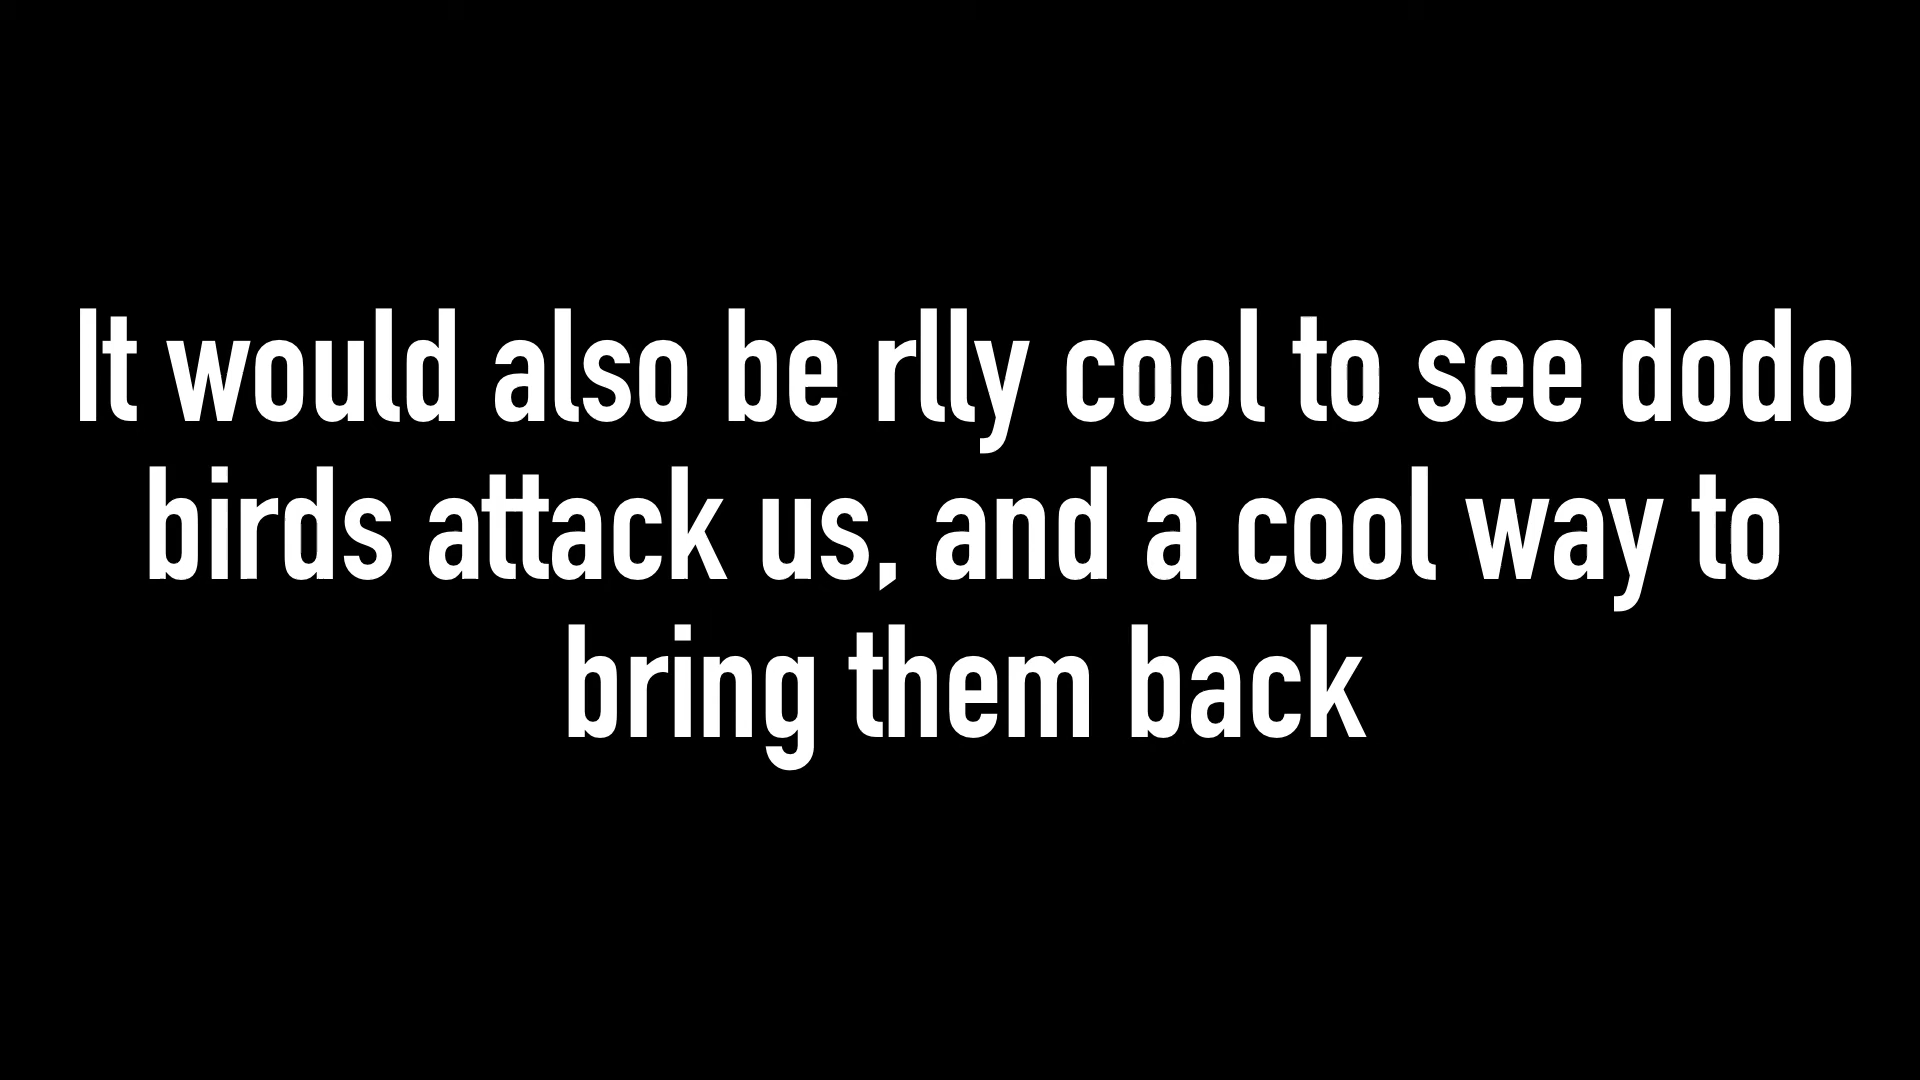 It would also be rlly cool to see dodo
birds attack us, and a cool way to
bring them back